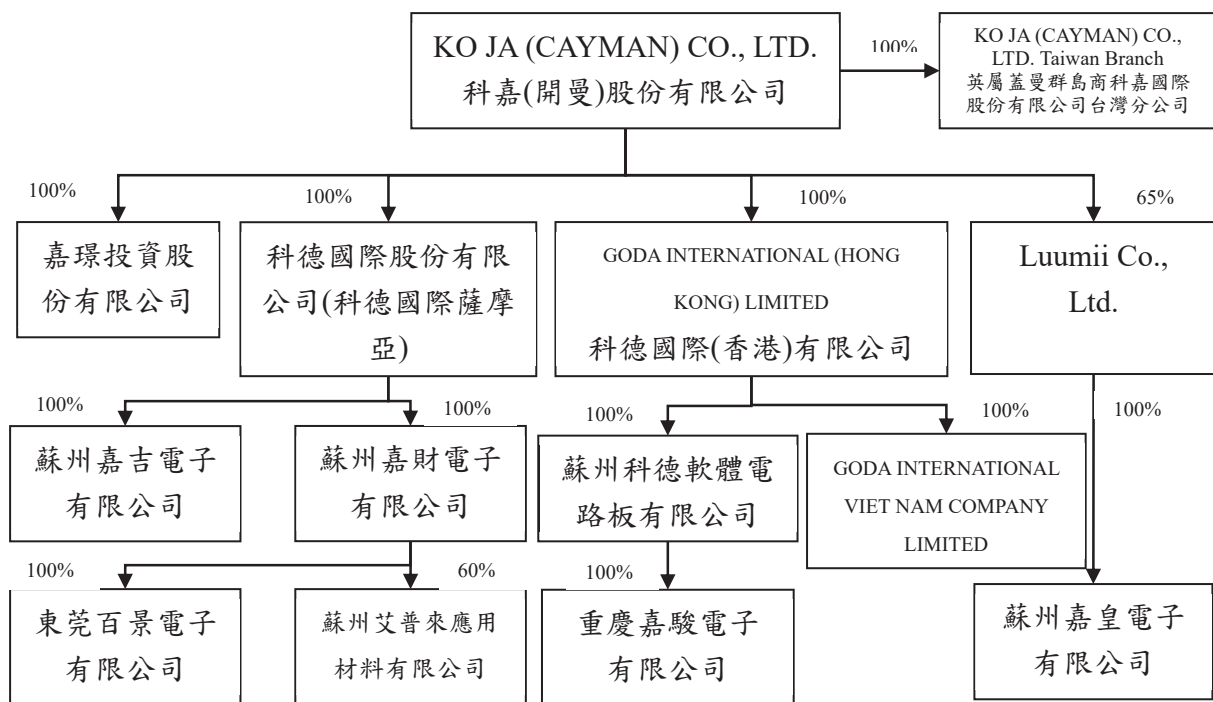 KO JA (CAYMAN) CO., LTD.
科嘉(開曼)股份有限公司
100%
KO JA (CAYMAN) CO.,
LTD. Taiwan Branch
英屬蓋曼群島商科嘉國際
股份有限公司台灣分公司
100%
100%
100%
65%
嘉璟投資股
份有限公司
科德國際股份有限
公司(科德國際薩摩
亞)
GODA INTERNATIONAL (HONG
KONG) LIMITED
科德國際(香港)有限公司
Luumii Co.,
Ltd.
100%
100%
100%
100%
100%
蘇州嘉吉電子
有限公司
蘇州嘉財電子
有限公司
蘇州科德軟體電
路板有限公司
GODA INTERNATIONAL
VIET NAM COMPANY
LIMITED
100%
60%
100%
東莞百景電子
有限公司
蘇州艾普來應用
材料有限公司
重慶嘉駿電子
有限公司
蘇州嘉皇電子
有限公司